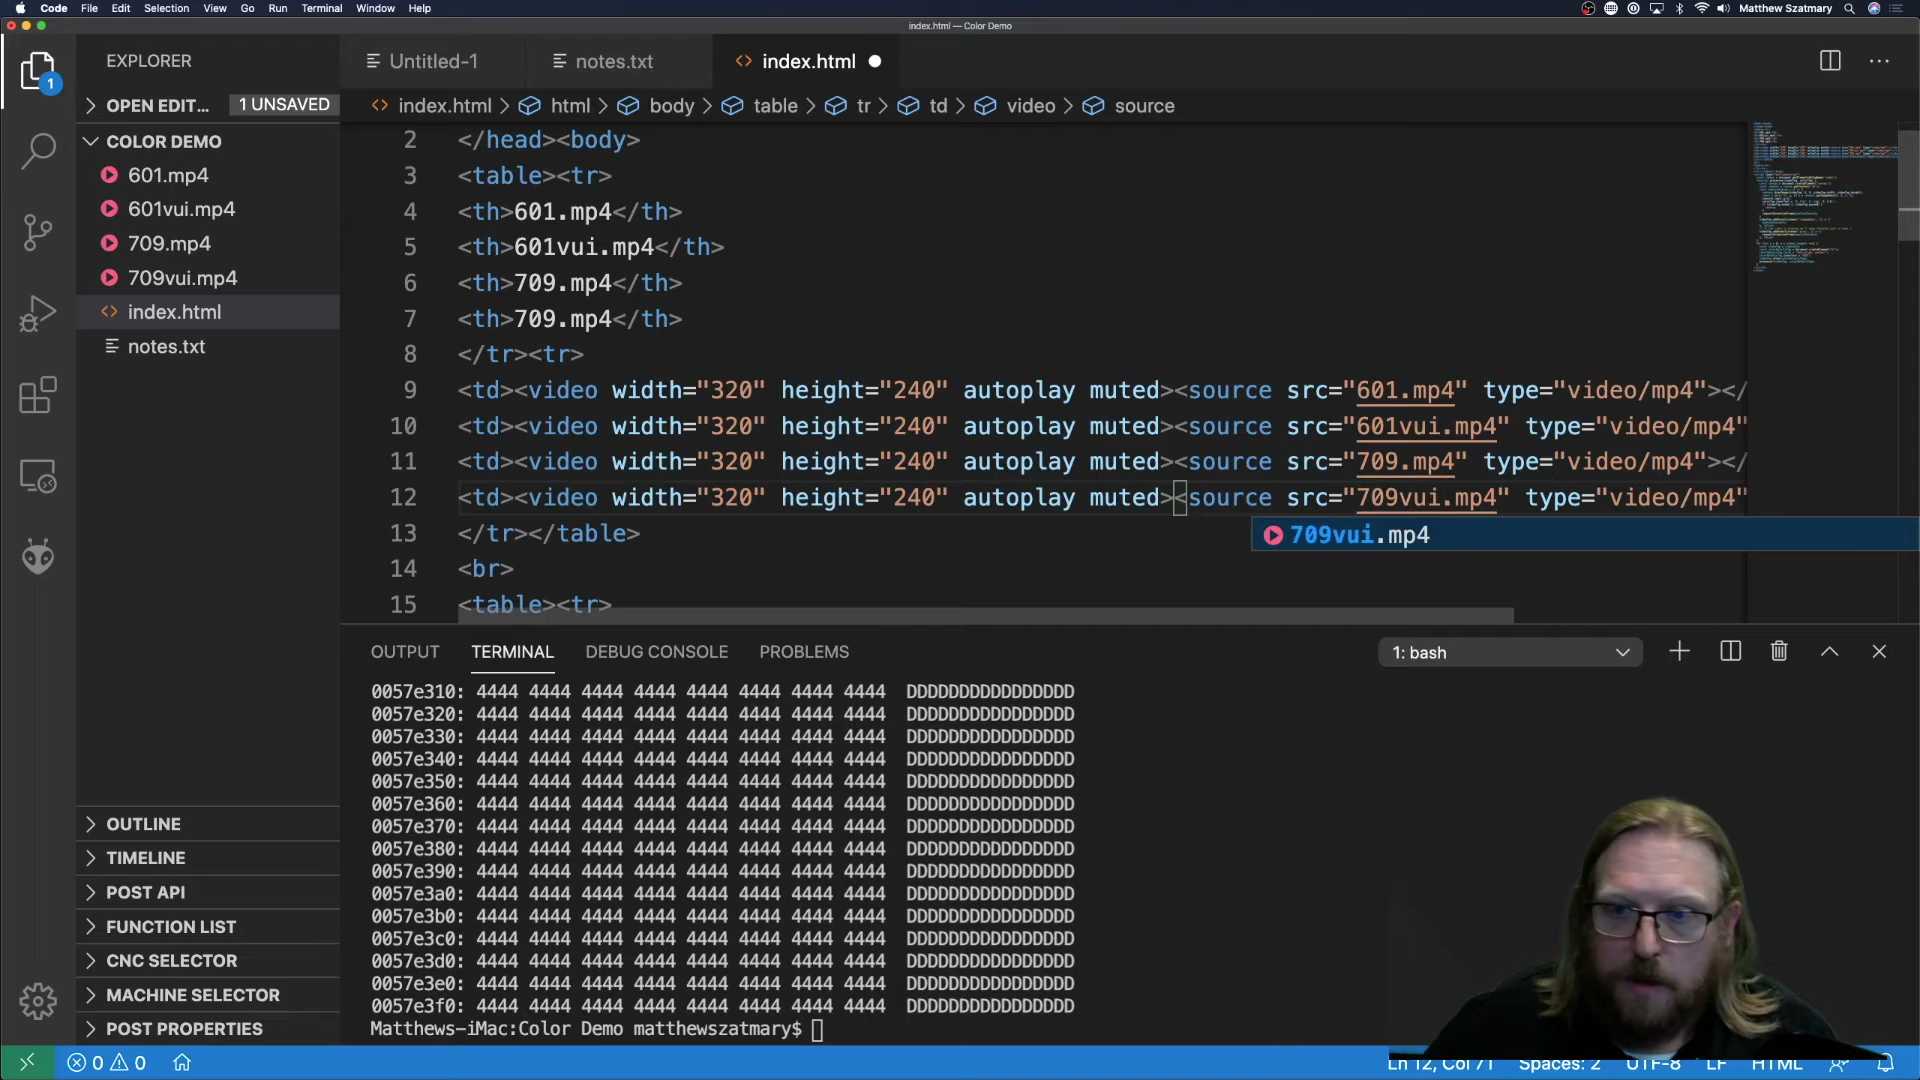 Code File Edit Selection View Go Run Terminal Window Help Matthew Szatmary
index.html — Color Demo
EXPLORER
Untitled-1 notes.txt index.html
OPEN EDIT... 1 UNSAVED
index.html > html > body > table > tr > td > video > source
COLOR DEMO
601.mp4
601vui.mp4
709.mp4
709vui.mp4
index.html
notes.txt
2 </head><body>
3 <table><tr>
4 <th>601.mp4</th>
5 <th>601vui.mp4</th>
6 <th>709.mp4</th>
7 <th>709.mp4</th>
8 </tr><tr>
9 <td><video width="320" height="240" autoplay muted><source src="601.mp4" type="video/mp4"></
10 <td><video width="320" height="240" autoplay muted><source src="601vui.mp4" type="video/mp4"
11 <td><video width="320" height="240" autoplay muted><source src="709.mp4" type="video/mp4"></
12 <td><video width="320" height="240" autoplay muted><source src="709vui.mp4" type="video/mp4"
709vui.mp4
13 </tr></table>
14 <br>
15 <table><tr>
OUTPUT TERMINAL DEBUG CONSOLE PROBLEMS 1: bash
0057e310: 4444 4444 4444 4444 4444 4444 4444 4444 DDDDDDDDDDDDDDDD
0057e320: 4444 4444 4444 4444 4444 4444 4444 4444 DDDDDDDDDDDDDDDD
0057e330: 4444 4444 4444 4444 4444 4444 4444 4444 DDDDDDDDDDDDDDDD
0057e340: 4444 4444 4444 4444 4444 4444 4444 4444 DDDDDDDDDDDDDDDD
0057e350: 4444 4444 4444 4444 4444 4444 4444 4444 DDDDDDDDDDDDDDDD
0057e360: 4444 4444 4444 4444 4444 4444 4444 4444 DDDDDDDDDDDDDDDD
0057e370: 4444 4444 4444 4444 4444 4444 4444 4444 DDDDDDDDDDDDDDDD
0057e380: 4444 4444 4444 4444 4444 4444 4444 4444 DDDDDDDDDDDDDDDD
0057e390: 4444 4444 4444 4444 4444 4444 4444 4444 DDDDDDDDDDDDDDDD
0057e3a0: 4444 4444 4444 4444 4444 4444 4444 4444 DDDDDDDDDDDDDDDD
0057e3b0: 4444 4444 4444 4444 4444 4444 4444 4444 DDDDDDDDDDDDDDDD
0057e3c0: 4444 4444 4444 4444 4444 4444 4444 4444 DDDDDDDDDDDDDDDD
0057e3d0: 4444 4444 4444 4444 4444 4444 4444 4444 DDDDDDDDDDDDDDDD
0057e3e0: 4444 4444 4444 4444 4444 4444 4444 4444 DDDDDDDDDDDDDDDD
0057e3f0: 4444 4444 4444 4444 4444 4444 4444 4444 DDDDDDDDDDDDDDDD
Matthews-iMac:Color Demo matthewszatmary$
OUTLINE
TIMELINE
POST API
FUNCTION LIST
CNC SELECTOR
MACHINE SELECTOR
POST PROPERTIES
0 0 Ln 12, Col 71 Spaces: 2 UTF-8 LF HTML